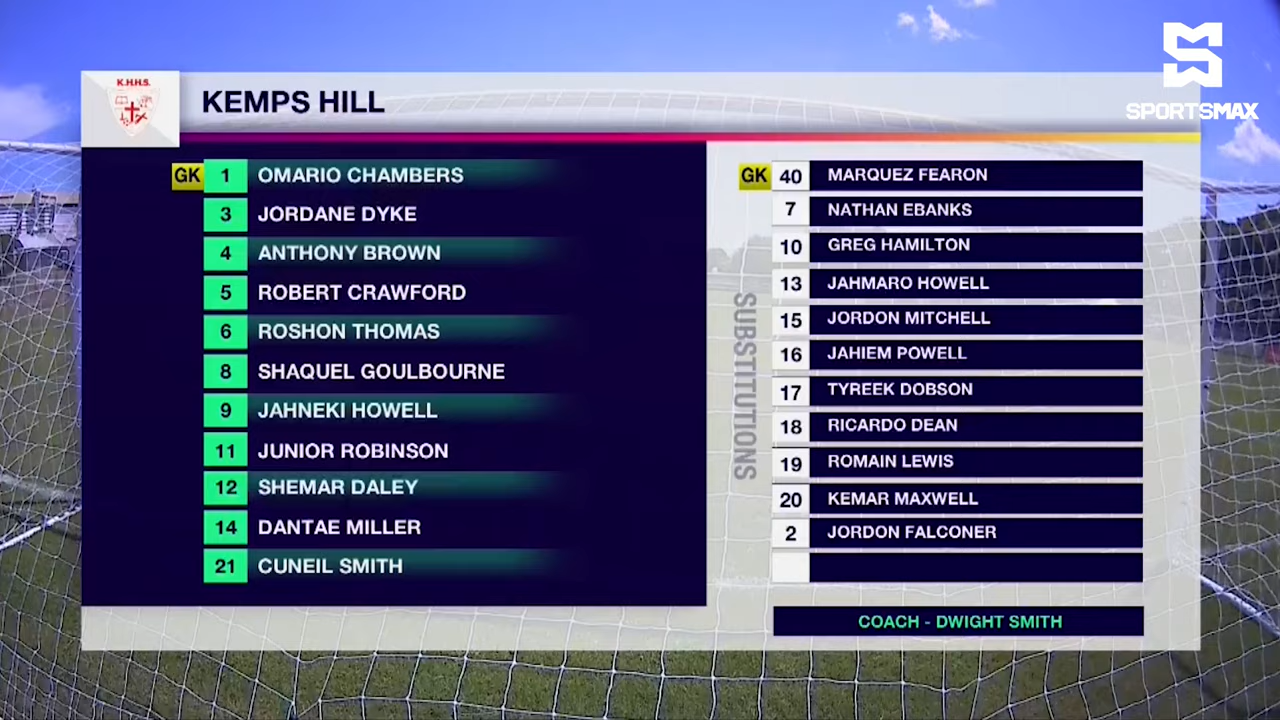 SPORTSMAX
K.H.H.S.
KEMPS HILL
GK 1 OMARIO CHAMBERS
3 JORDANE DYKE
4 ANTHONY BROWN
5 ROBERT CRAWFORD
6 ROSHON THOMAS
8 SHAQUEL GOULBOURNE
9 JAHNEKI HOWELL
11 JUNIOR ROBINSON
12 SHEMAR DALEY
14 DANTAE MILLER
21 CUNEIL SMITH
SUBSTITUTIONS
GK 40 MARQUEZ FEARON
7 NATHAN EBANKS
10 GREG HAMILTON
13 JAHMARO HOWELL
15 JORDON MITCHELL
16 JAHIEM POWELL
17 TYREEK DOBSON
18 RICARDO DEAN
19 ROMAIN LEWIS
20 KEMAR MAXWELL
2 JORDON FALCONER
COACH - DWIGHT SMITH